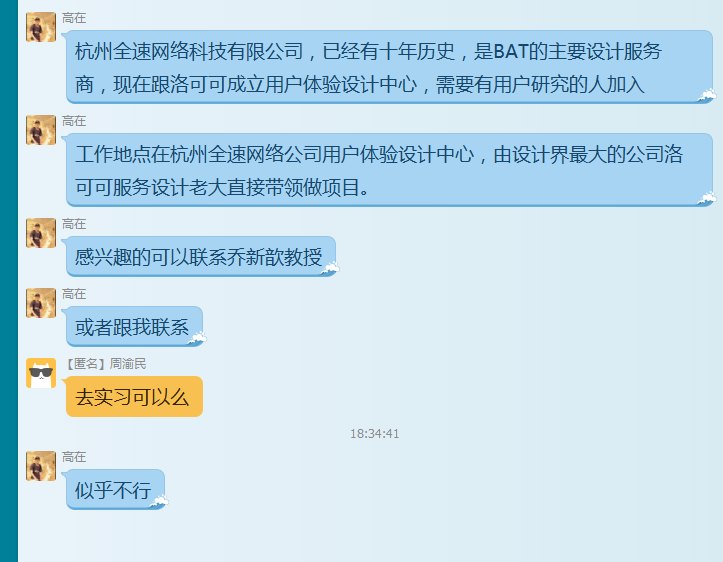 高在
杭州全速网络科技有限公司，已经有十年历史，是BAT的主要设计服务
商，现在跟洛可可成立用户体验设计中心，需要有用户研究的人加入
高在
工作地点在杭州全速网络公司用户体验设计中心，由设计界最大的公司洛
可可服务设计老大直接带领做项目。
高在
感兴趣的可以联系乔新歆教授
高在
或者跟我联系
【匿名】周渝民
去实习可以么
18:34:41
高在
似乎不行